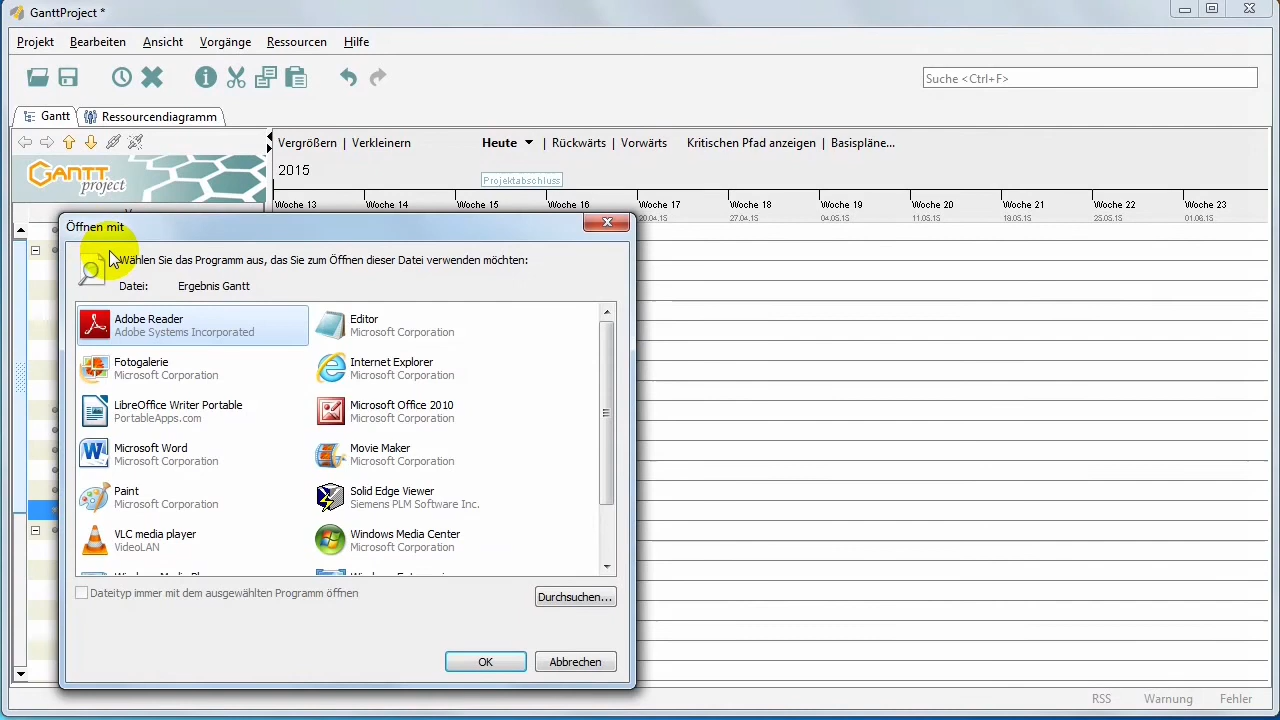 GanttProject *
Projekt Bearbeiten Ansicht Vorgänge Ressourcen Hilfe
Suche <Ctrl+F>
Gantt Ressourcendiagramm
Vergrößern | Verkleinern Heute | Rückwärts | Vorwärts Kritischen Pfad anzeigen | Basispläne...
GANTT
project
2015
Projektabschluss
Woche 13 Woche 14 Woche 15 Woche 16 Woche 17 Woche 18 Woche 19 Woche 20 Woche 21 Woche 22 Woche 23
20.04.15 27.04.15 04.05.15 11.05.15 18.05.15 25.05.15 01.06.15
Öffnen mit
Wählen Sie das Programm aus, das Sie zum Öffnen dieser Datei verwenden möchten:
Datei: Ergebnis Gantt
Adobe Reader
Adobe Systems Incorporated
Editor
Microsoft Corporation
Fotogalerie
Microsoft Corporation
Internet Explorer
Microsoft Corporation
LibreOffice Writer Portable
PortableApps.com
Microsoft Office 2010
Microsoft Corporation
Microsoft Word
Microsoft Corporation
Movie Maker
Microsoft Corporation
Paint
Microsoft Corporation
Solid Edge Viewer
Siemens PLM Software Inc.
VLC media player
VideoLAN
Windows Media Center
Microsoft Corporation
Dateityp immer mit dem ausgewählten Programm öffnen
Durchsuchen...
OK Abbrechen
RSS Warnung Fehler